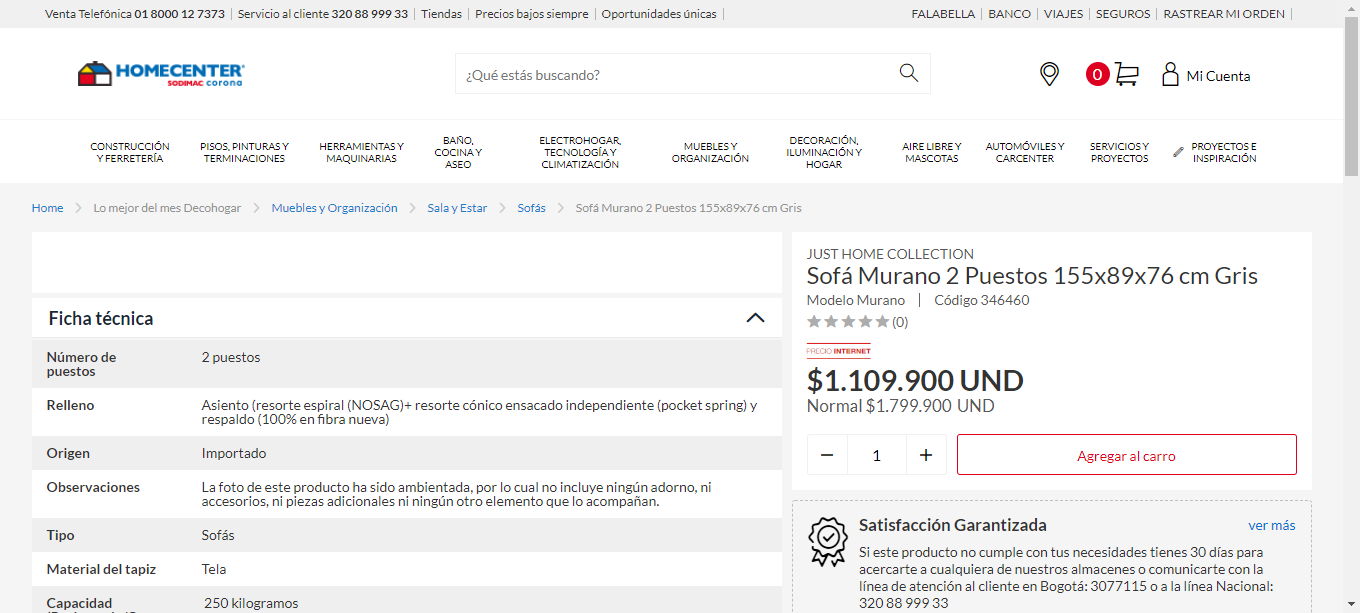 Venta Telefónica 01 8000 12 7373 | Servicio al cliente 320 88 999 33 | Tiendas | Precios bajos siempre | Oportunidades únicas | FALABELLA | BANCO | VIAJES | SEGUROS | RASTREAR MI ORDEN |
HOMECENTER
SODIMAC corona
¿Qué estás buscando?
0
Mi Cuenta
CONSTRUCCIÓN
Y FERRETERÍA
PISOS, PINTURAS Y
TERMINACIONES
HERRAMIENTAS Y
MAQUINARIAS
BAÑO,
COCINA Y
ASEO
ELECTROHOGAR,
TECNOLOGÍA Y
CLIMATIZACIÓN
MUEBLES Y
ORGANIZACIÓN
DECORACIÓN,
ILUMINACIÓN Y
HOGAR
AIRE LIBRE Y
MASCOTAS
AUTOMÓVILES Y
CARCENTER
SERVICIOS Y
PROYECTOS
PROYECTOS E
INSPIRACIÓN
Home > Lo mejor del mes Decohogar > Muebles y Organización > Sala y Estar > Sofás > Sofá Murano 2 Puestos 155x89x76 cm Gris
Ficha técnica
Número de
puestos
2 puestos
Relleno
Asiento (resorte espiral (NOSAG)+ resorte cónico ensacado independiente (pocket spring) y
respaldo (100% en fibra nueva)
Origen
Importado
Observaciones
La foto de este producto ha sido ambientada, por lo cual no incluye ningún adorno, ni
accesorios, ni piezas adicionales ni ningún otro elemento que lo acompañan.
Tipo
Sofás
Material del tapiz
Tela
Capacidad
250 kilogramos
JUST HOME COLLECTION
Sofá Murano 2 Puestos 155x89x76 cm Gris
Modelo Murano | Código 346460
(0)
PRECIO INTERNET
$1.109.900 UND
Normal $1.799.900 UND
− 1 +
Agregar al carro
Satisfacción Garantizada
ver más
Si este producto no cumple con tus necesidades tienes 30 días para
acercarte a cualquiera de nuestros almacenes o comunicarte con la
línea de atención al cliente en Bogotá: 3077115 o a la línea Nacional:
320 88 999 33